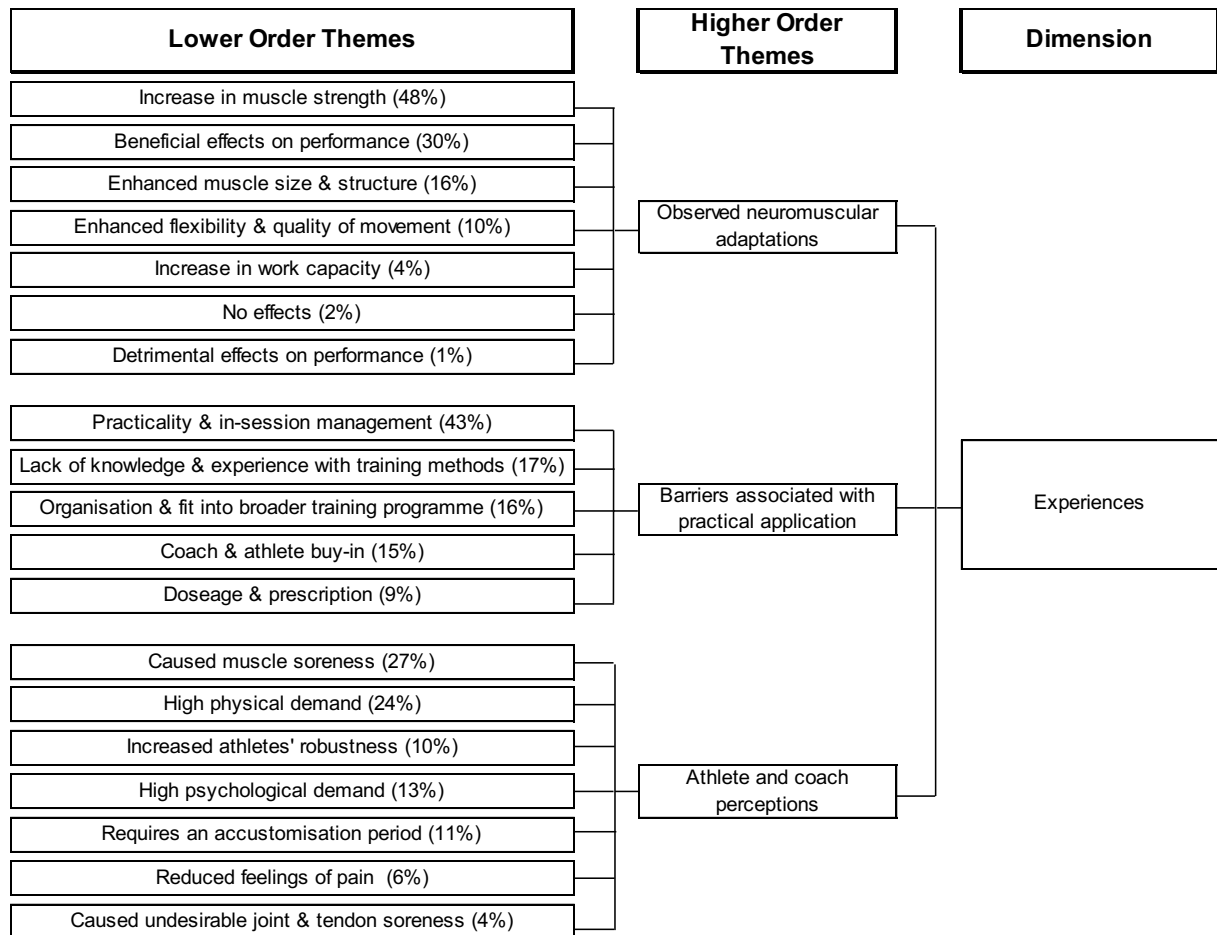 Lower Order Themes
Higher Order
Themes
Dimension
Increase in muscle strength (48%)
Beneficial effects on performance (30%)
Enhanced muscle size & structure (16%)
Enhanced flexibility & quality of movement (10%)
Increase in work capacity (4%)
No effects (2%)
Detrimental effects on performance (1%)
Observed neuromuscular
adaptations
Practicality & in-session management (43%)
Lack of knowledge & experience with training methods (17%)
Organisation & fit into broader training programme (16%)
Coach & athlete buy-in (15%)
Doseage & prescription (9%)
Barriers associated with
practical application
Experiences
Caused muscle soreness (27%)
High physical demand (24%)
Increased athletes' robustness (10%)
High psychological demand (13%)
Requires an accustomisation period (11%)
Reduced feelings of pain (6%)
Caused undesirable joint & tendon soreness (4%)
Athlete and coach
perceptions